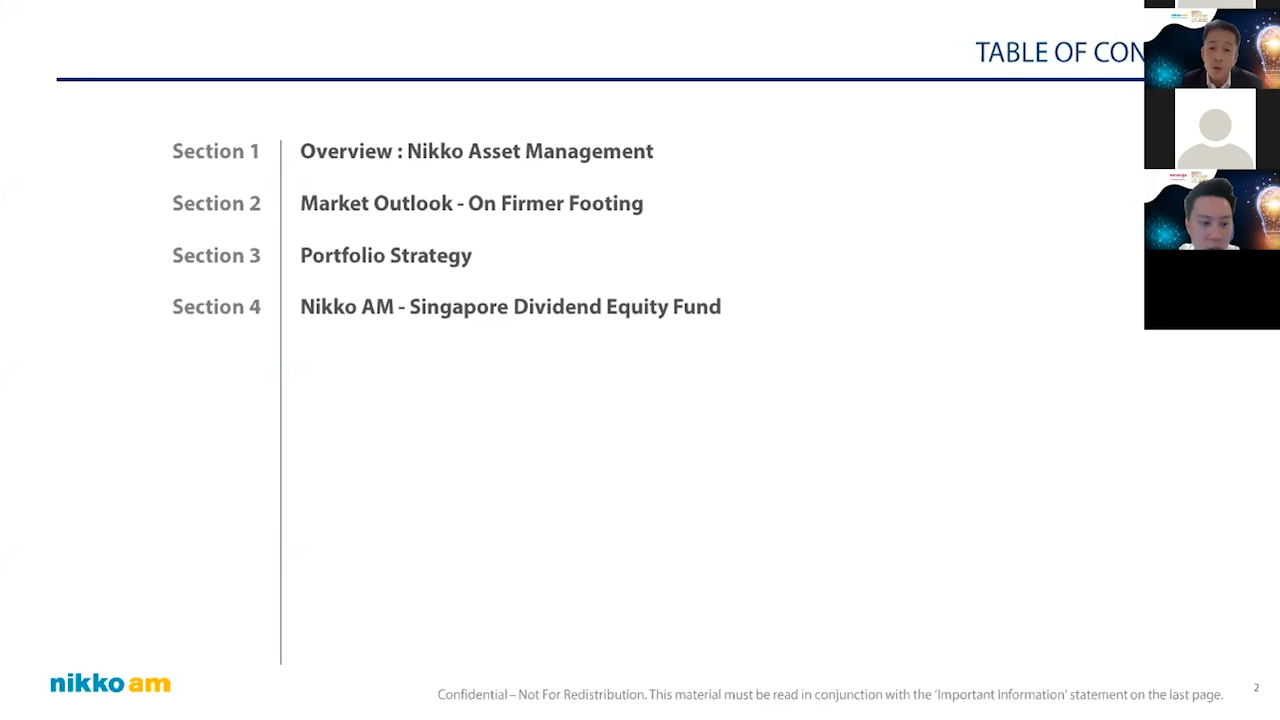 TABLE OF CON
Section 1 Overview : Nikko Asset Management
Section 2 Market Outlook - On Firmer Footing
Section 3 Portfolio Strategy
Section 4 Nikko AM - Singapore Dividend Equity Fund
nikko am
Confidential – Not For Redistribution. This material must be read in conjunction with the ‘Important Information’ statement on the last page.
2